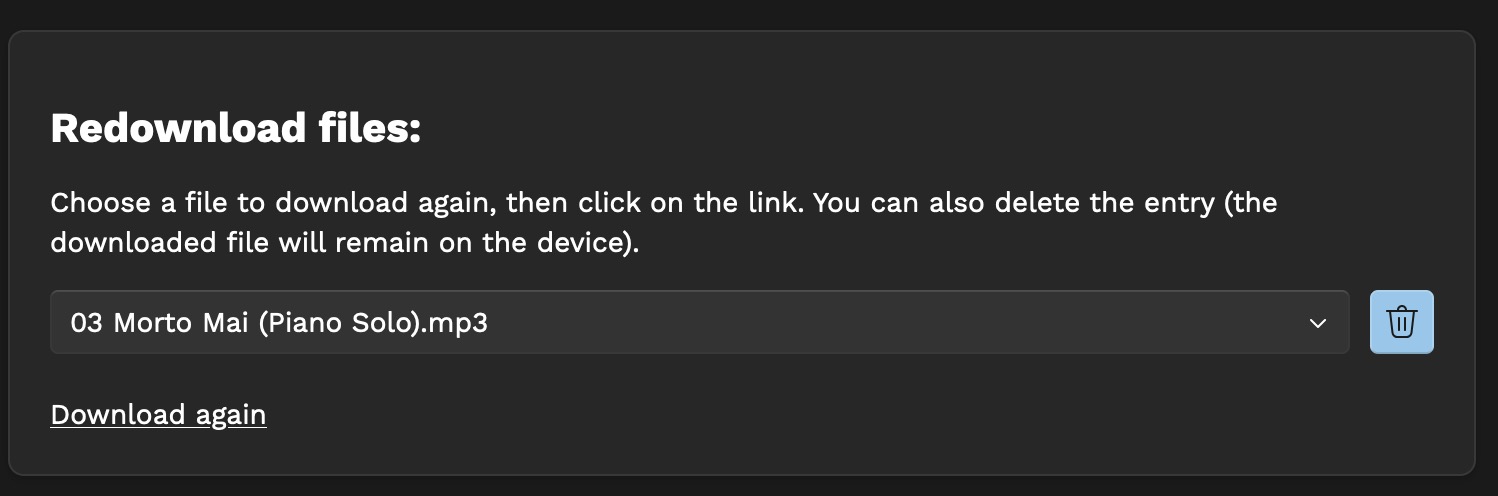 Redownload files:
Choose a file to download again, then click on the link. You can also delete the entry (the
downloaded file will remain on the device).
03 Morto Mai (Piano Solo).mp3
Download again